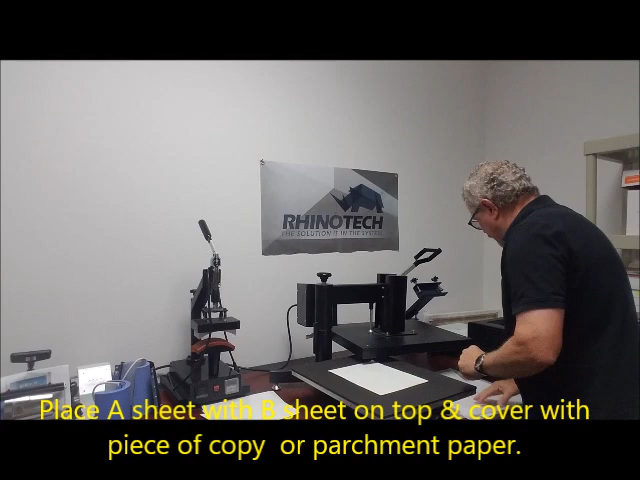 RHINOTECH
THE SOLUTION IS IN THE SYSTEM
Place A sheet with B sheet on top & cover with
piece of copy or parchment paper.